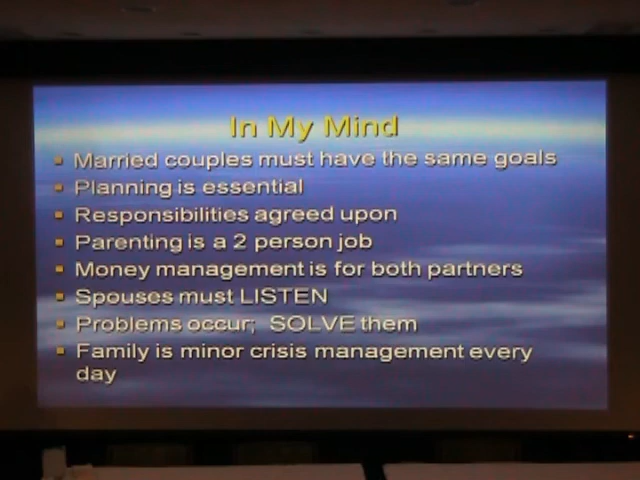 In My Mind
Married couples must have the same goals
Planning is essential
Responsibilities agreed upon
Parenting is a 2 person job
Money management is for both partners
Spouses must LISTEN
Problems occur; SOLVE them
Family is minor crisis management every
day